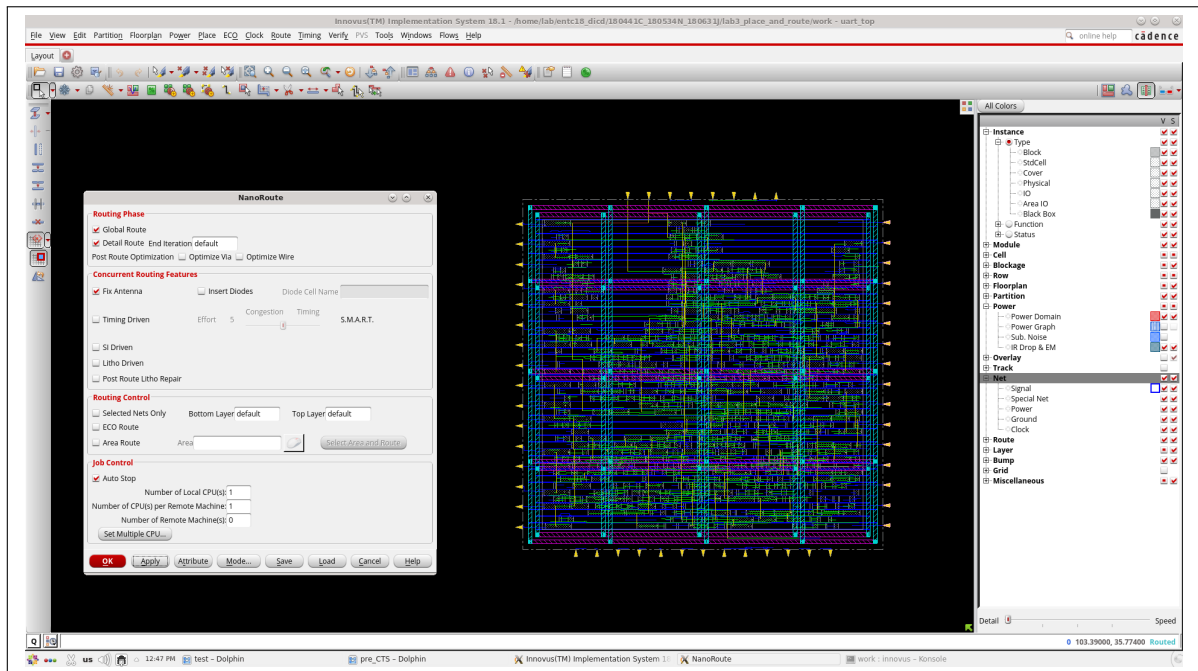 Innovus(TM) Implementation System 18.1 - /home/lab/entc18_dicd/180441C_180534N_180631J/lab3_place_and_route/work - uart_top
File View Edit Partition Floorplan Power Place ECO Clock Route Timing Verify PVS Tools Windows Flows Help
online help cādence
Layout
All Colors
V S
Instance
Type
Block
StdCell
Cover
Physical
IO
Area IO
Black Box
Function
Status
Module
Cell
Blockage
Row
Floorplan
Partition
Power
Power Domain
Power Graph
Sub. Noise
IR Drop & EM
Overlay
Track
Net
Signal
Special Net
Power
Ground
Clock
Route
Layer
Bump
Grid
Miscellaneous
NanoRoute
Routing Phase
Global Route
Detail Route End Iteration default
Post Route Optimization Optimize Via Optimize Wire
Concurrent Routing Features
Fix Antenna Insert Diodes Diode Cell Name
Congestion Timing
Timing Driven Effort 5 S.M.A.R.T.
SI Driven
Litho Driven
Post Route Litho Repair
Routing Control
Selected Nets Only Bottom Layer default Top Layer default
ECO Route
Area Route Area Select Area and Route
Job Control
Auto Stop
Number of Local CPU(s): 1
Number of CPU(s) per Remote Machine: 1
Number of Remote Machine(s): 0
Set Multiple CPU...
OK Apply Attribute Mode... Save Load Cancel Help
Detail Speed
Q 0 103.39000, 35.77400 Routed
us 12:47 PM test – Dolphin pre_CTS – Dolphin Innovus(TM) Implementation System 18 NanoRoute work : innovus – Konsole